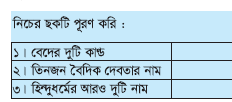 নিচের ছকটি পূরণ করি :
১। বেদের দুটি কান্ড
২। তিনজন বৈদিক দেবতার নাম
৩। হিন্দুধর্মের আরও দুটি নাম